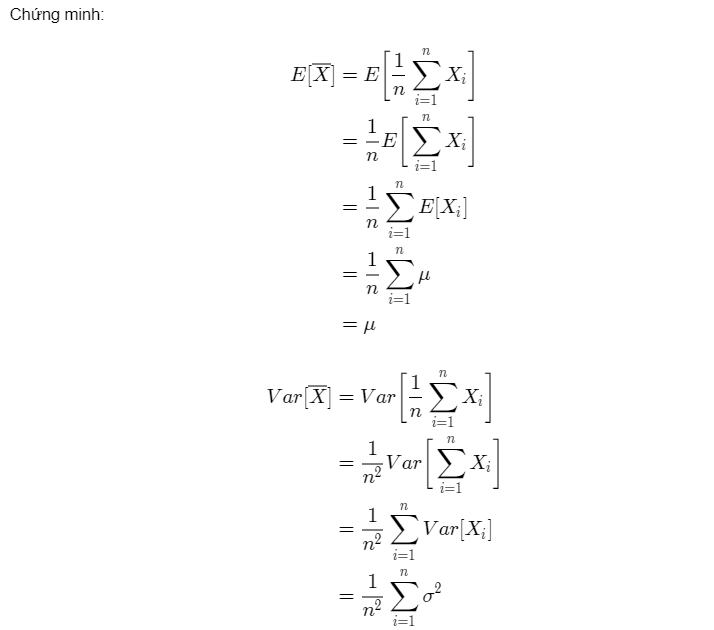 Chứng minh:
$E[\overline{X}] = E\left[\frac{1}{n}\sum_{i=1}^{n} X_i\right]$
$= \frac{1}{n} E\left[\sum_{i=1}^{n} X_i\right]$
$= \frac{1}{n}\sum_{i=1}^{n} E[X_i]$
$= \frac{1}{n}\sum_{i=1}^{n} \mu$
$= \mu$
$Var[\overline{X}] = Var\left[\frac{1}{n}\sum_{i=1}^{n} X_i\right]$
$= \frac{1}{n^2} Var\left[\sum_{i=1}^{n} X_i\right]$
$= \frac{1}{n^2}\sum_{i=1}^{n} Var[X_i]$
$= \frac{1}{n^2}\sum_{i=1}^{n} \sigma^2$